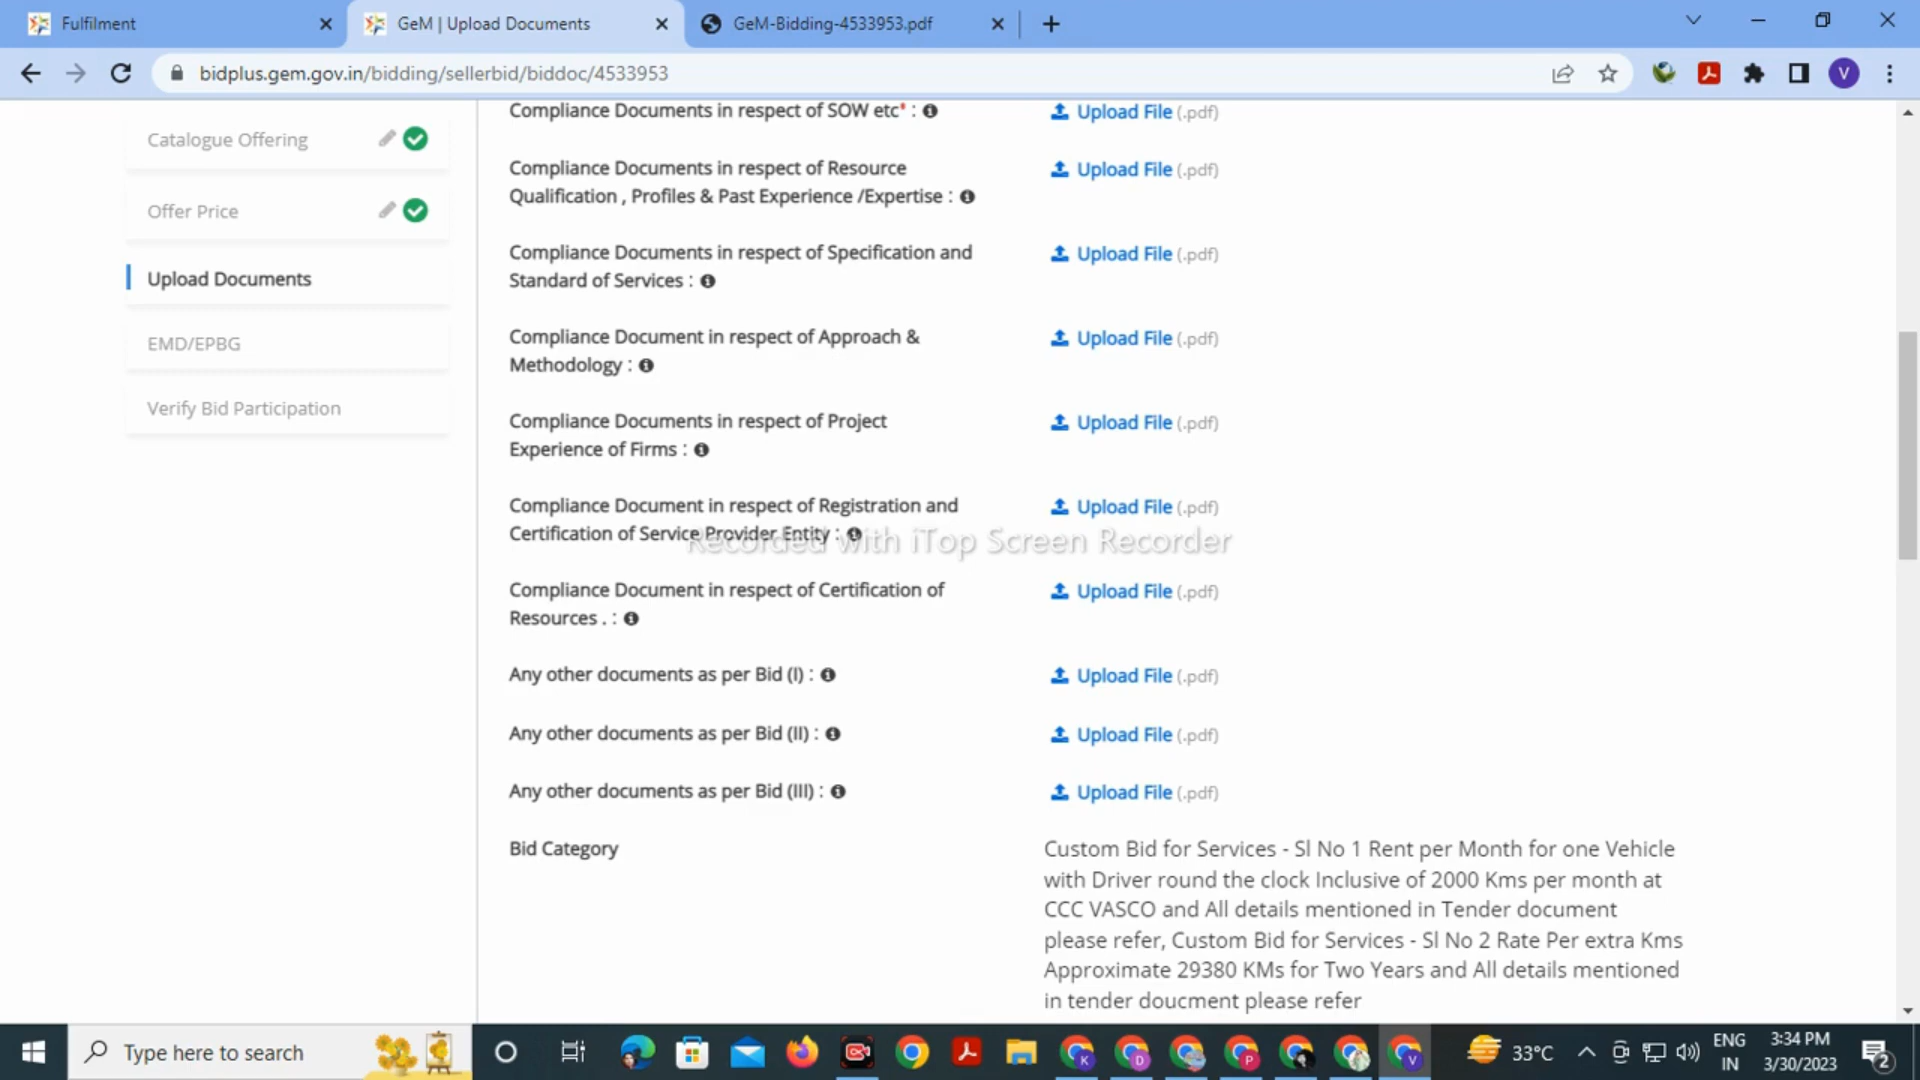 Fulfilment
GeM | Upload Documents
GeM-Bidding-4533953.pdf
bidplus.gem.gov.in/bidding/sellerbid/biddoc/4533953
V
Catalogue Offering
Offer Price
Upload Documents
EMD/EPBG
Verify Bid Participation
Compliance Documents in respect of SOW etc* :
Upload File (.pdf)
Compliance Documents in respect of Resource
Qualification , Profiles & Past Experience /Expertise :
Upload File (.pdf)
Compliance Documents in respect of Specification and
Standard of Services :
Upload File (.pdf)
Compliance Document in respect of Approach &
Methodology :
Upload File (.pdf)
Compliance Documents in respect of Project
Experience of Firms :
Upload File (.pdf)
Compliance Document in respect of Registration and
Certification of Service Provider Entity :
Upload File (.pdf)
Recorded with iTop Screen Recorder
Compliance Document in respect of Certification of
Resources . :
Upload File (.pdf)
Any other documents as per Bid (I) :
Upload File (.pdf)
Any other documents as per Bid (II) :
Upload File (.pdf)
Any other documents as per Bid (III) :
Upload File (.pdf)
Bid Category
Custom Bid for Services - Sl No 1 Rent per Month for one Vehicle
with Driver round the clock Inclusive of 2000 Kms per month at
CCC VASCO and All details mentioned in Tender document
please refer, Custom Bid for Services - Sl No 2 Rate Per extra Kms
Approximate 29380 KMs for Two Years and All details mentioned
in tender doucment please refer
Type here to search
K
D
P
V
33°C
ENG
IN
3:34 PM
3/30/2023
2